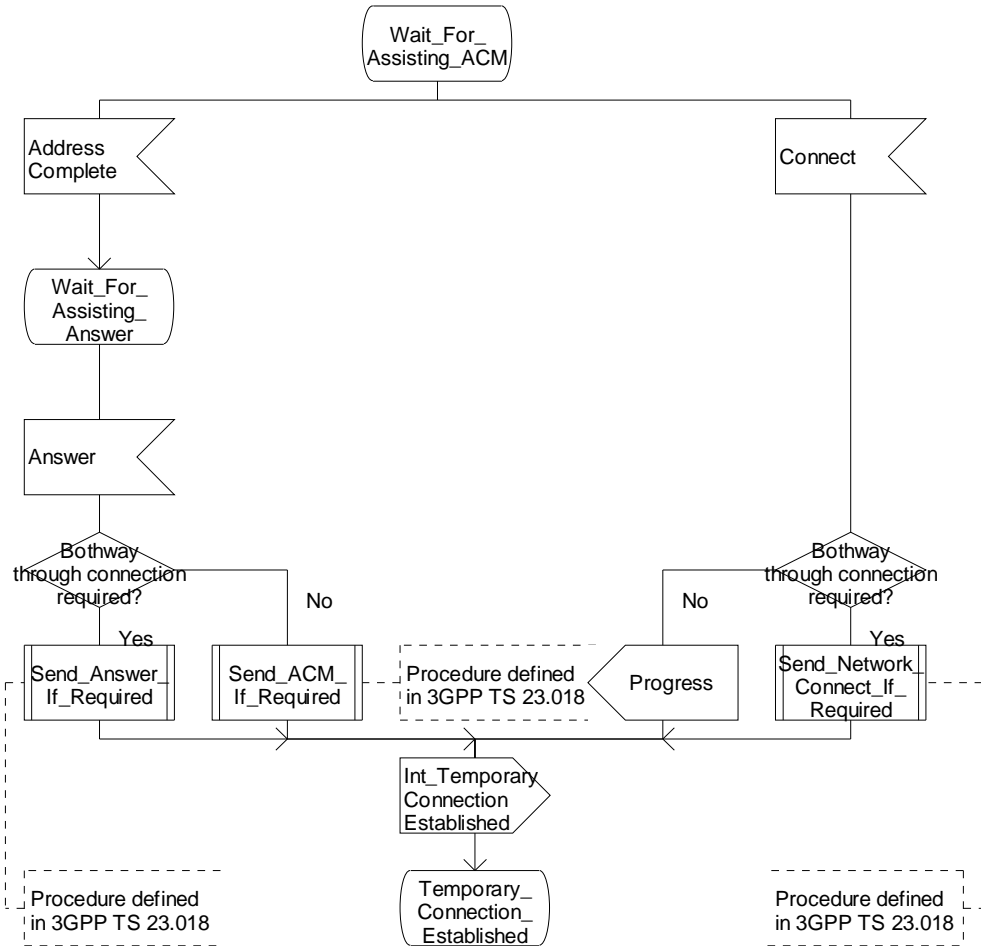 Wait_For_
Assisting_ACM
Address
Complete
Connect
Wait_For_
Assisting_
Answer
Answer
Bothway
through connection
required?
Bothway
through connection
required?
No
No
Yes
Yes
Send_Answer_
If_Required
Send_ACM_
If_Required
Procedure defined
in 3GPP TS 23.018
Progress
Send_Network_
Connect_If_
Required
Int_Temporary
Connection
Established
Procedure defined
in 3GPP TS 23.018
Temporary_
Connection_
Established
Procedure defined
in 3GPP TS 23.018